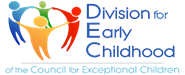 Division for
Early
Childhood
of the Council for Exceptional Children